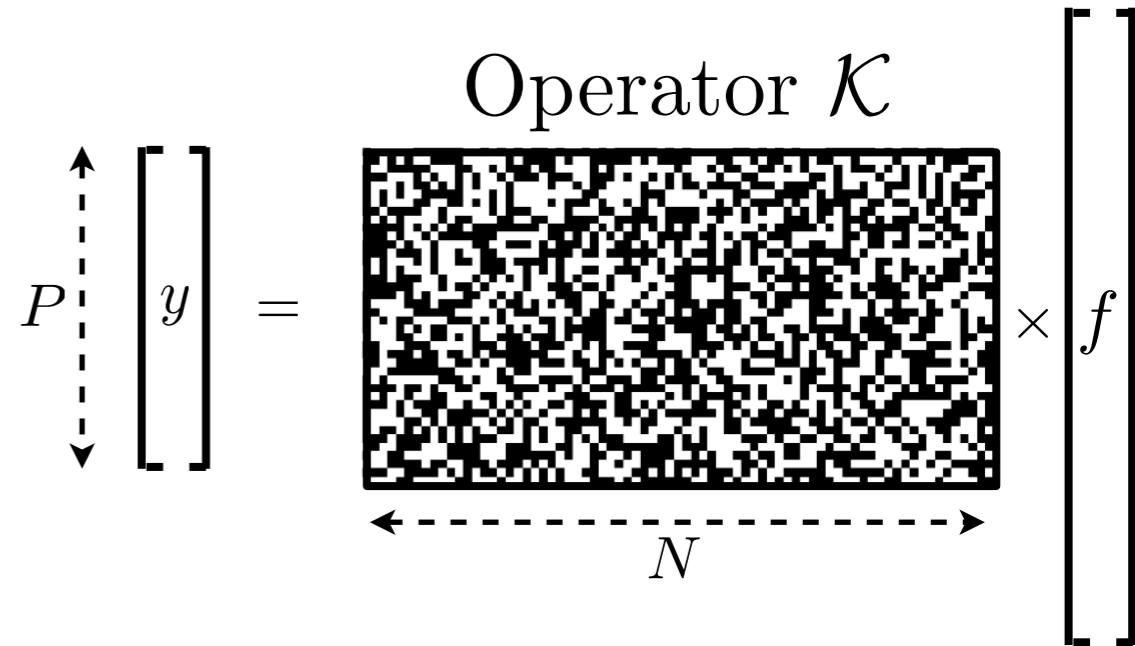 Operator 𝒦
P [ y ] = × [ f ]
N